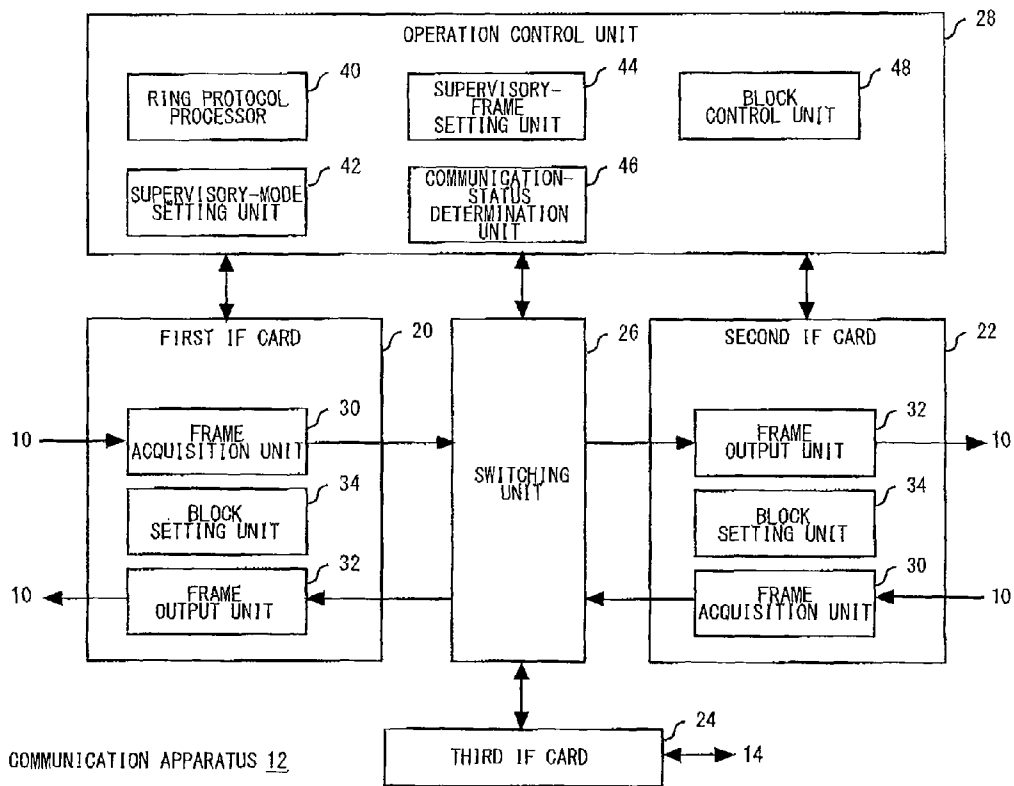 OPERATION CONTROL UNIT
28
40
RING PROTOCOL
PROCESSOR
44
SUPERVISORY-
FRAME
SETTING UNIT
48
BLOCK
CONTROL UNIT
42
SUPERVISORY-MODE
SETTING UNIT
46
COMMUNICATION-
STATUS
DETERMINATION
UNIT
FIRST IF CARD
20
26
SECOND IF CARD
22
10
30
FRAME
ACQUISITION UNIT
34
BLOCK
SETTING UNIT
10
32
FRAME
OUTPUT UNIT
SWITCHING
UNIT
32
FRAME
OUTPUT UNIT
10
34
BLOCK
SETTING UNIT
30
FRAME
ACQUISITION UNIT
10
24
THIRD IF CARD
14
COMMUNICATION APPARATUS 12